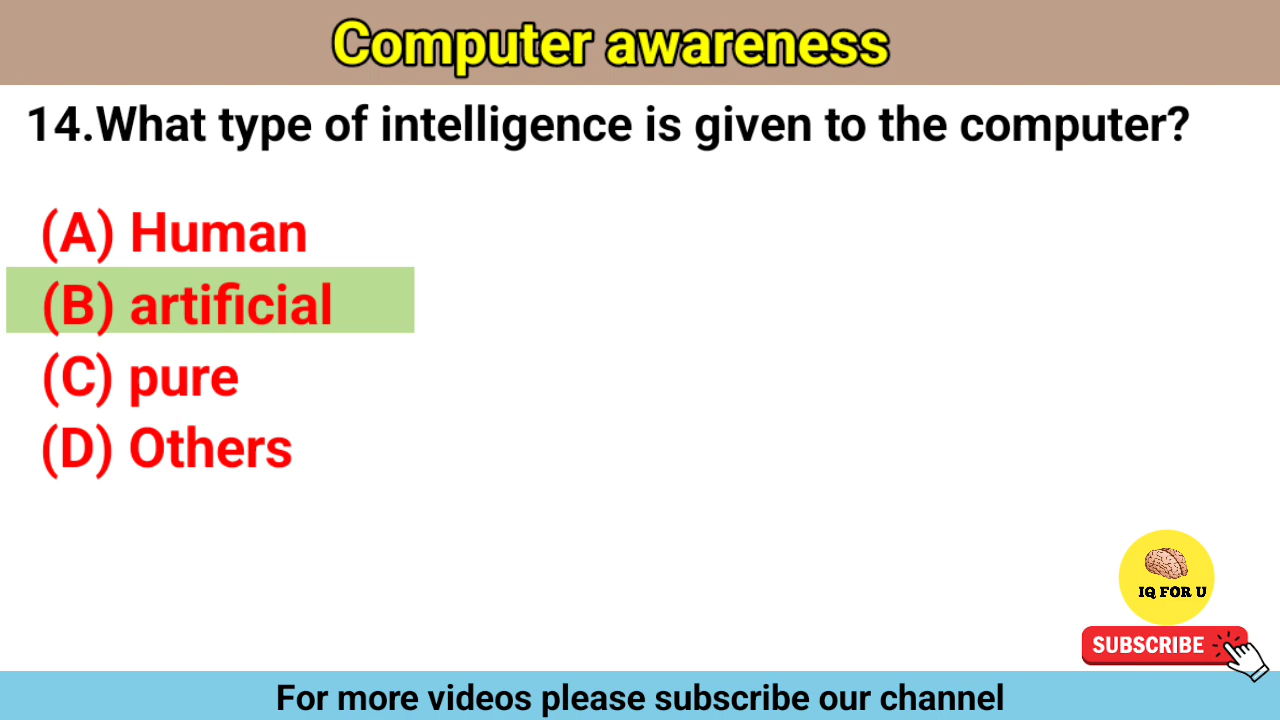 Computer awareness
14.What type of intelligence is given to the computer?
(A) Human
(B) artificial
(C) pure
(D) Others
IQ FOR U
SUBSCRIBE
For more videos please subscribe our channel